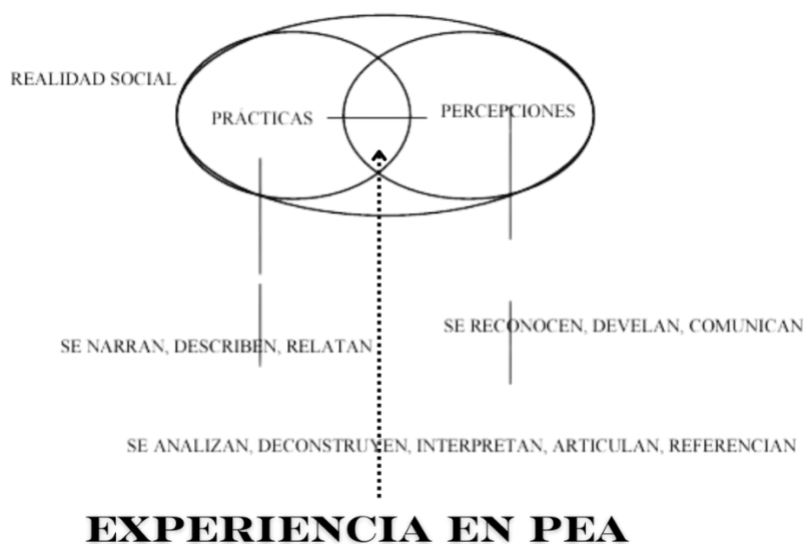 REALIDAD SOCIAL
PRÁCTICAS
PERCEPCIONES
SE RECONOCEN, DEVELAN, COMUNICAN
SE NARRAN, DESCRIBEN, RELATAN
SE ANALIZAN, DECONSTRUYEN, INTERPRETAN, ARTICULAN, REFERENCIAN
EXPERIENCIA EN PEA